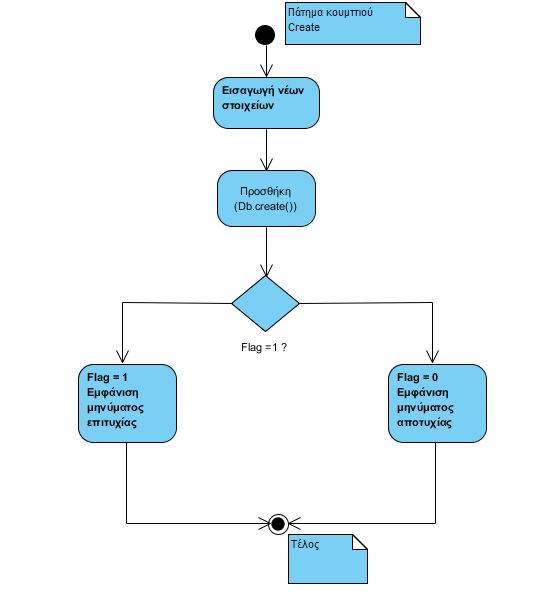 Πάτημα κουμπιού
Create
Εισαγωγή νέων
στοιχείων
Προσθήκη
(Db.create())
Flag =1 ?
Flag = 1
Εμφάνιση
μηνύματος
επιτυχίας
Flag = 0
Εμφάνιση
μηνύματος
αποτυχίας
Τέλος